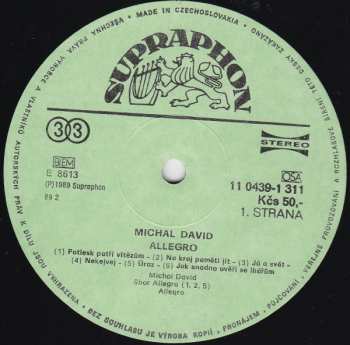 VŠECHNA PRÁVA VÝROBCE A VLASTNÍKŮ AUTORSKÝCH PRÁV K DÍLU JSOU VYHRAZENA
MADE IN CZECHOSLOVAKIA
SUPRAPHON
33
STEREO
BIEM
OSA
E 8613
(P)1989 Supraphon
89 2
11 0439-1 311
Kčs 50,-
1. STRANA
MICHAL DAVID
ALLEGRO
(1) Potlesk patří vítězům - (2) Na kraj paměti jít - (3) Já a svět -
(4) Nekejvej - (5) Úraz - (6) Jak snadno uvěří se lhářům
Michal David
Sbor Allegro (1, 2, 5)
Allegro
BEZ SOUHLASU JE VÝROBA KOPIÍ - PRONÁJEM - PŮJČOVÁNÍ - VEŘEJNÉ PROVOZOVÁNÍ